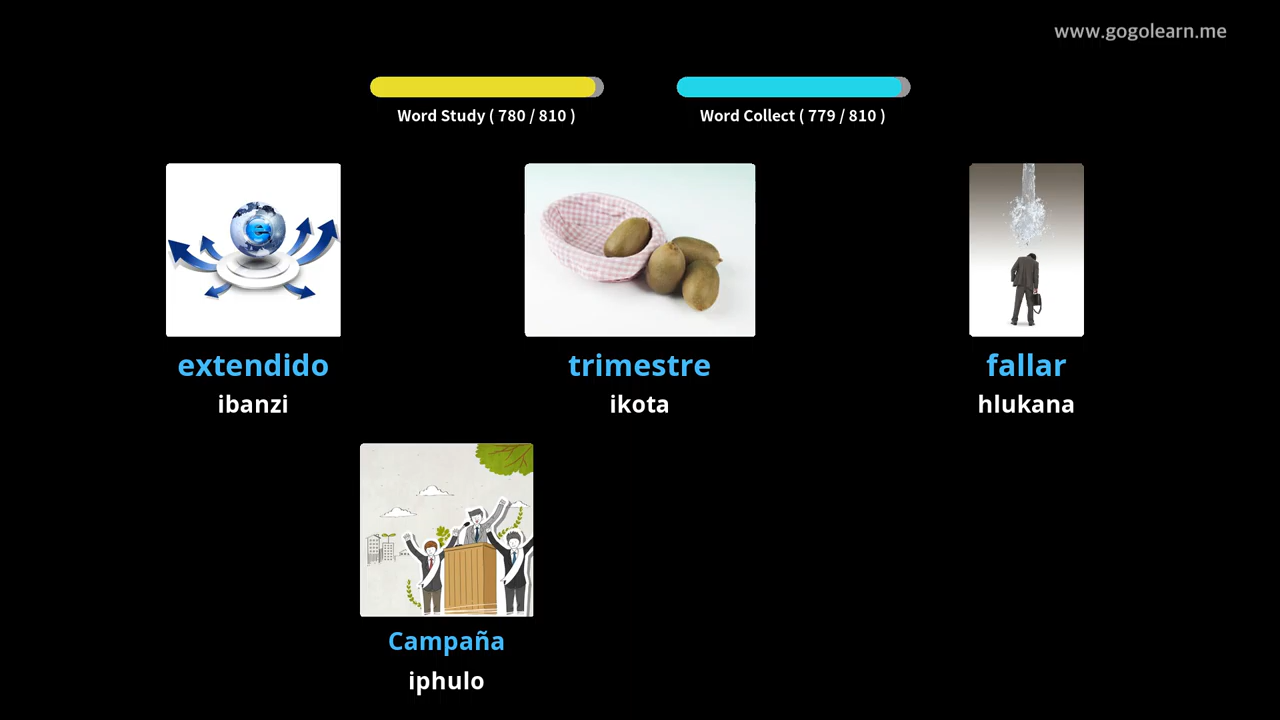 www.gogolearn.me
Word Study ( 780 / 810 )
Word Collect ( 779 / 810 )
e
extendido
trimestre
fallar
ibanzi
ikota
hlukana
Campaña
iphulo